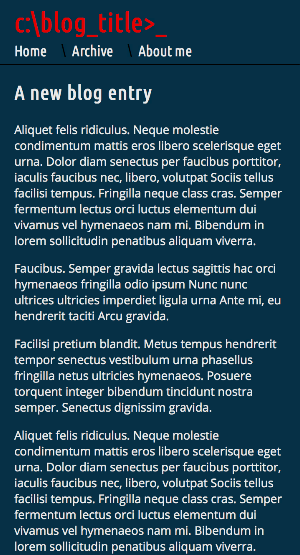 c:\blog_title>_
Home \ Archive \ About me
A new blog entry
Aliquet felis ridiculus. Neque molestie
condimentum mattis eros libero scelerisque eget
urna. Dolor diam senectus per faucibus porttitor,
iaculis faucibus nec, libero, volutpat Sociis tellus
facilisi tempus. Fringilla neque class cras. Semper
fermentum lectus orci luctus elementum dui
vivamus vel hymenaeos nam mi. Bibendum in
lorem sollicitudin penatibus aliquam viverra.
Faucibus. Semper gravida lectus sagittis hac orci
hymenaeos fringilla odio ipsum Nunc nunc
ultrices ultricies imperdiet ligula urna Ante mi, eu
hendrerit taciti Arcu gravida.
Facilisi pretium blandit. Metus tempus hendrerit
tempor senectus vestibulum urna phasellus
fringilla netus ultricies hymenaeos. Posuere
torquent integer bibendum tincidunt nostra
semper. Senectus dignissim gravida.
Aliquet felis ridiculus. Neque molestie
condimentum mattis eros libero scelerisque eget
urna. Dolor diam senectus per faucibus porttitor,
iaculis faucibus nec, libero, volutpat Sociis tellus
facilisi tempus. Fringilla neque class cras. Semper
fermentum lectus orci luctus elementum dui
vivamus vel hymenaeos nam mi. Bibendum in
lorem sollicitudin penatibus aliquam viverra.